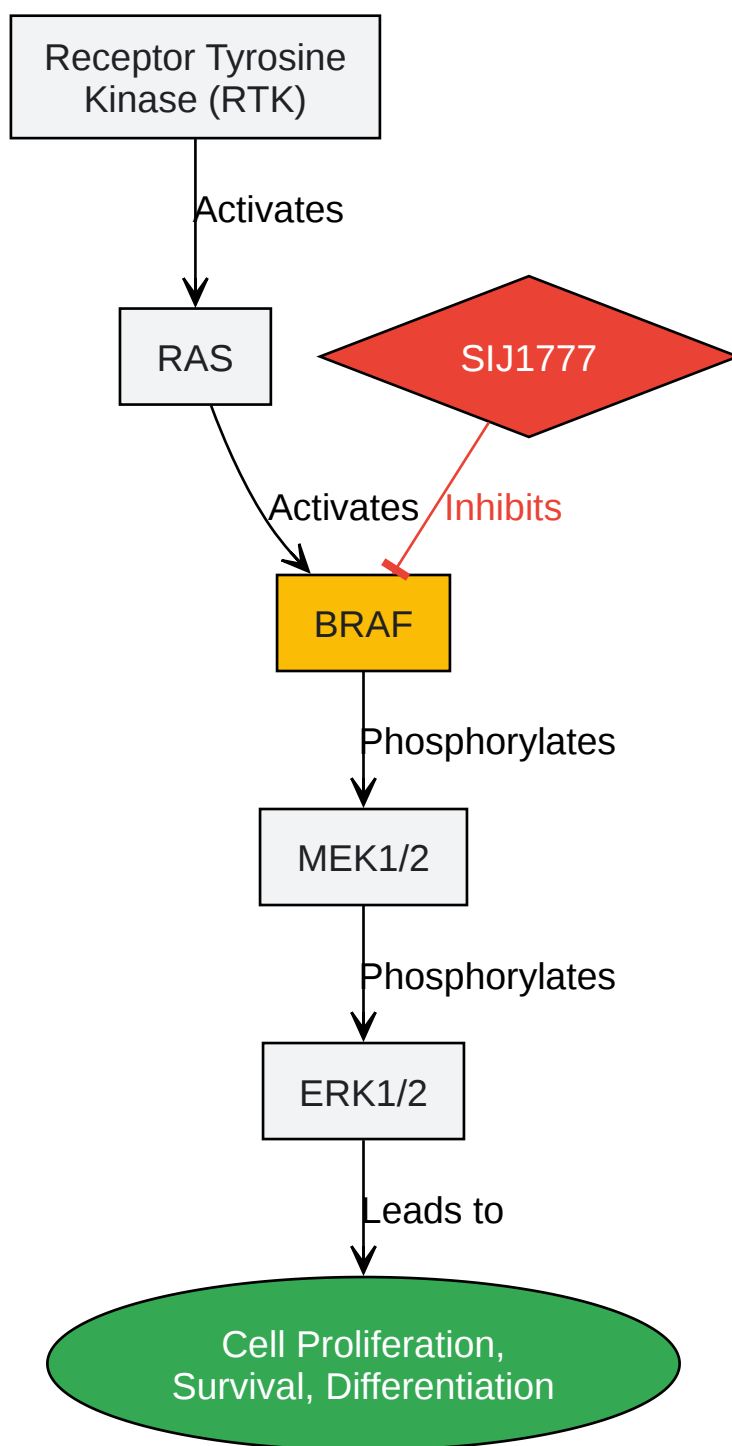 Receptor Tyrosine
Kinase (RTK)
Activates
RAS
SIJ1777
Activates
Inhibits
BRAF
Phosphorylates
MEK1/2
Phosphorylates
ERK1/2
Leads to
Cell Proliferation,
Survival, Differentiation